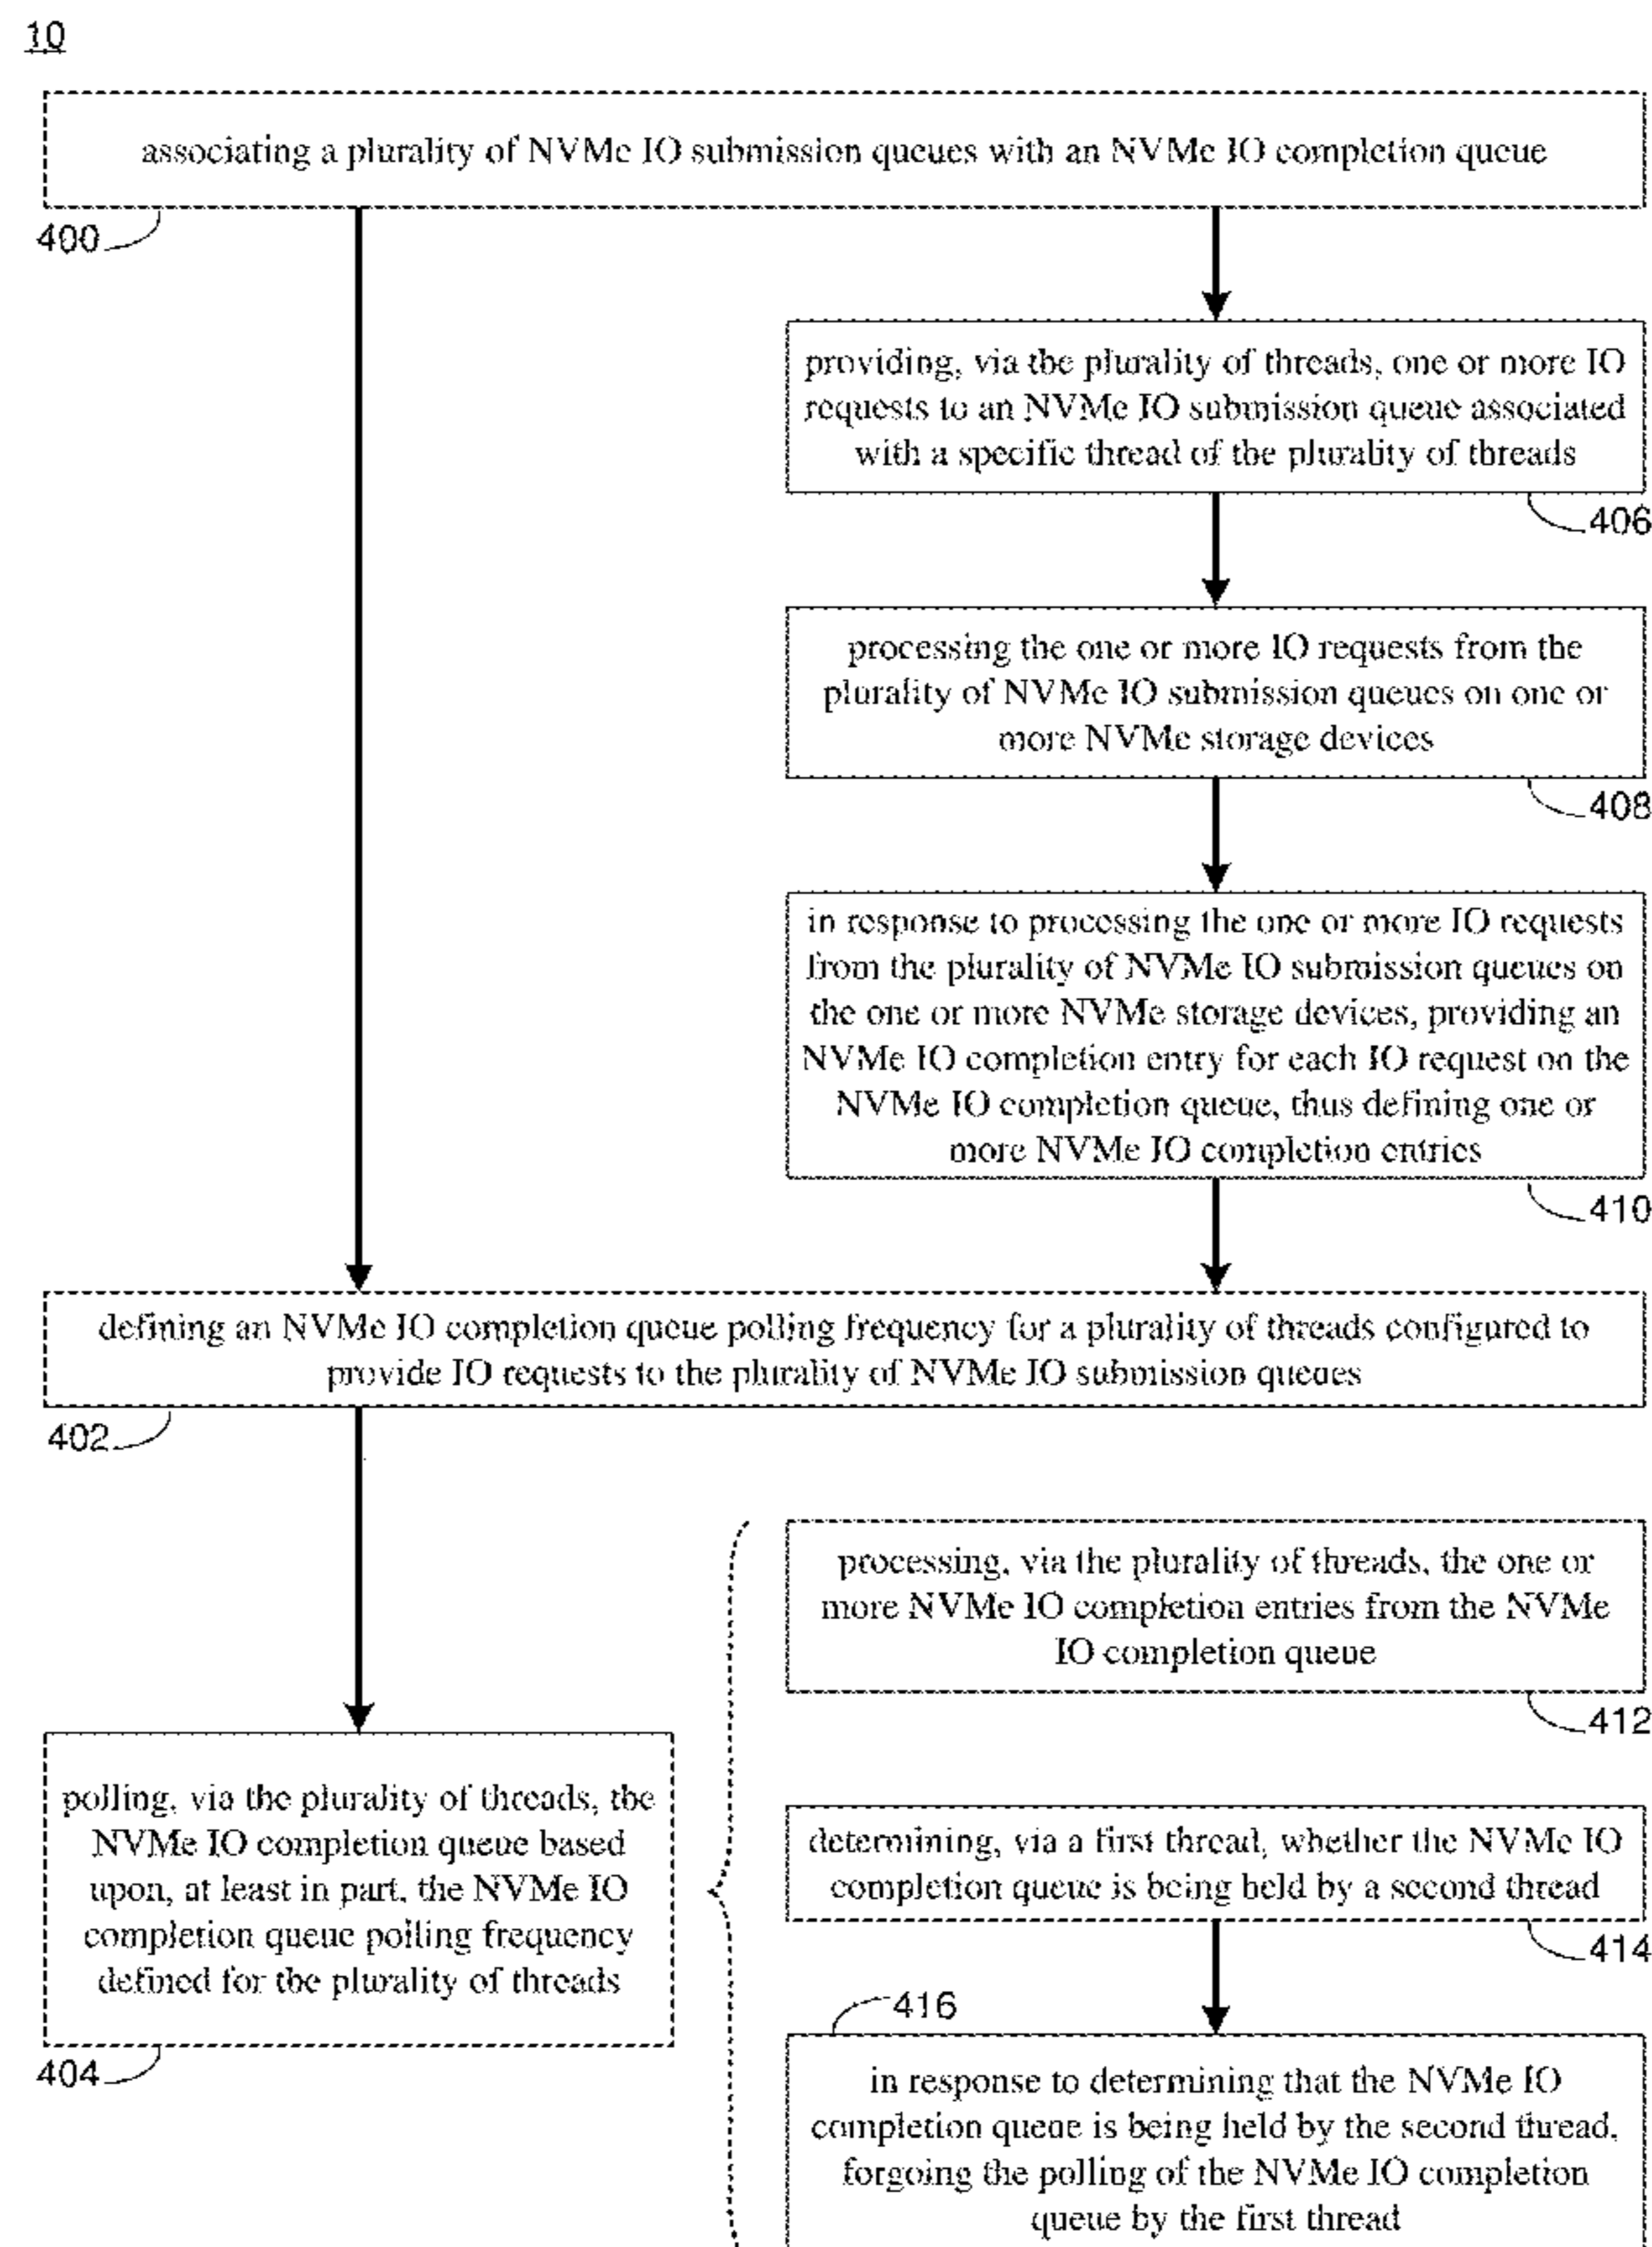 10
associating a plurality of NVMe IO submission queues with an NVMe IO completion queue
400
providing, via the plurality of threads, one or more IO
requests to an NVMe IO submission queue associated
with a specific thread of the plurality of threads
406
processing the one or more IO requests from the
plurality of NVMe IO submission queues on one or
more NVMe storage devices
408
in response to processing the one or more IO requests
from the plurality of NVMe IO submission queues on
the one or more NVMe storage devices, providing an
NVMe IO completion entry for each IO request on the
NVMe IO completion queue, thus defining one or
more NVMe IO completion entries
410
defining an NVMe IO completion queue polling frequency for a plurality of threads configured to
provide IO requests to the plurality of NVMe IO submission queues
402
processing, via the plurality of threads, the one or
more NVMe IO completion entries from the NVMe
IO completion queue
412
polling, via the plurality of threads, the
NVMe IO completion queue based
upon, at least in part, the NVMe IO
completion queue polling frequency
defined for the plurality of threads
404
determining, via a first thread, whether the NVMe IO
completion queue is being held by a second thread
414
416
in response to determining that the NVMe IO
completion queue is being held by the second thread,
forgoing the polling of the NVMe IO completion
queue by the first thread